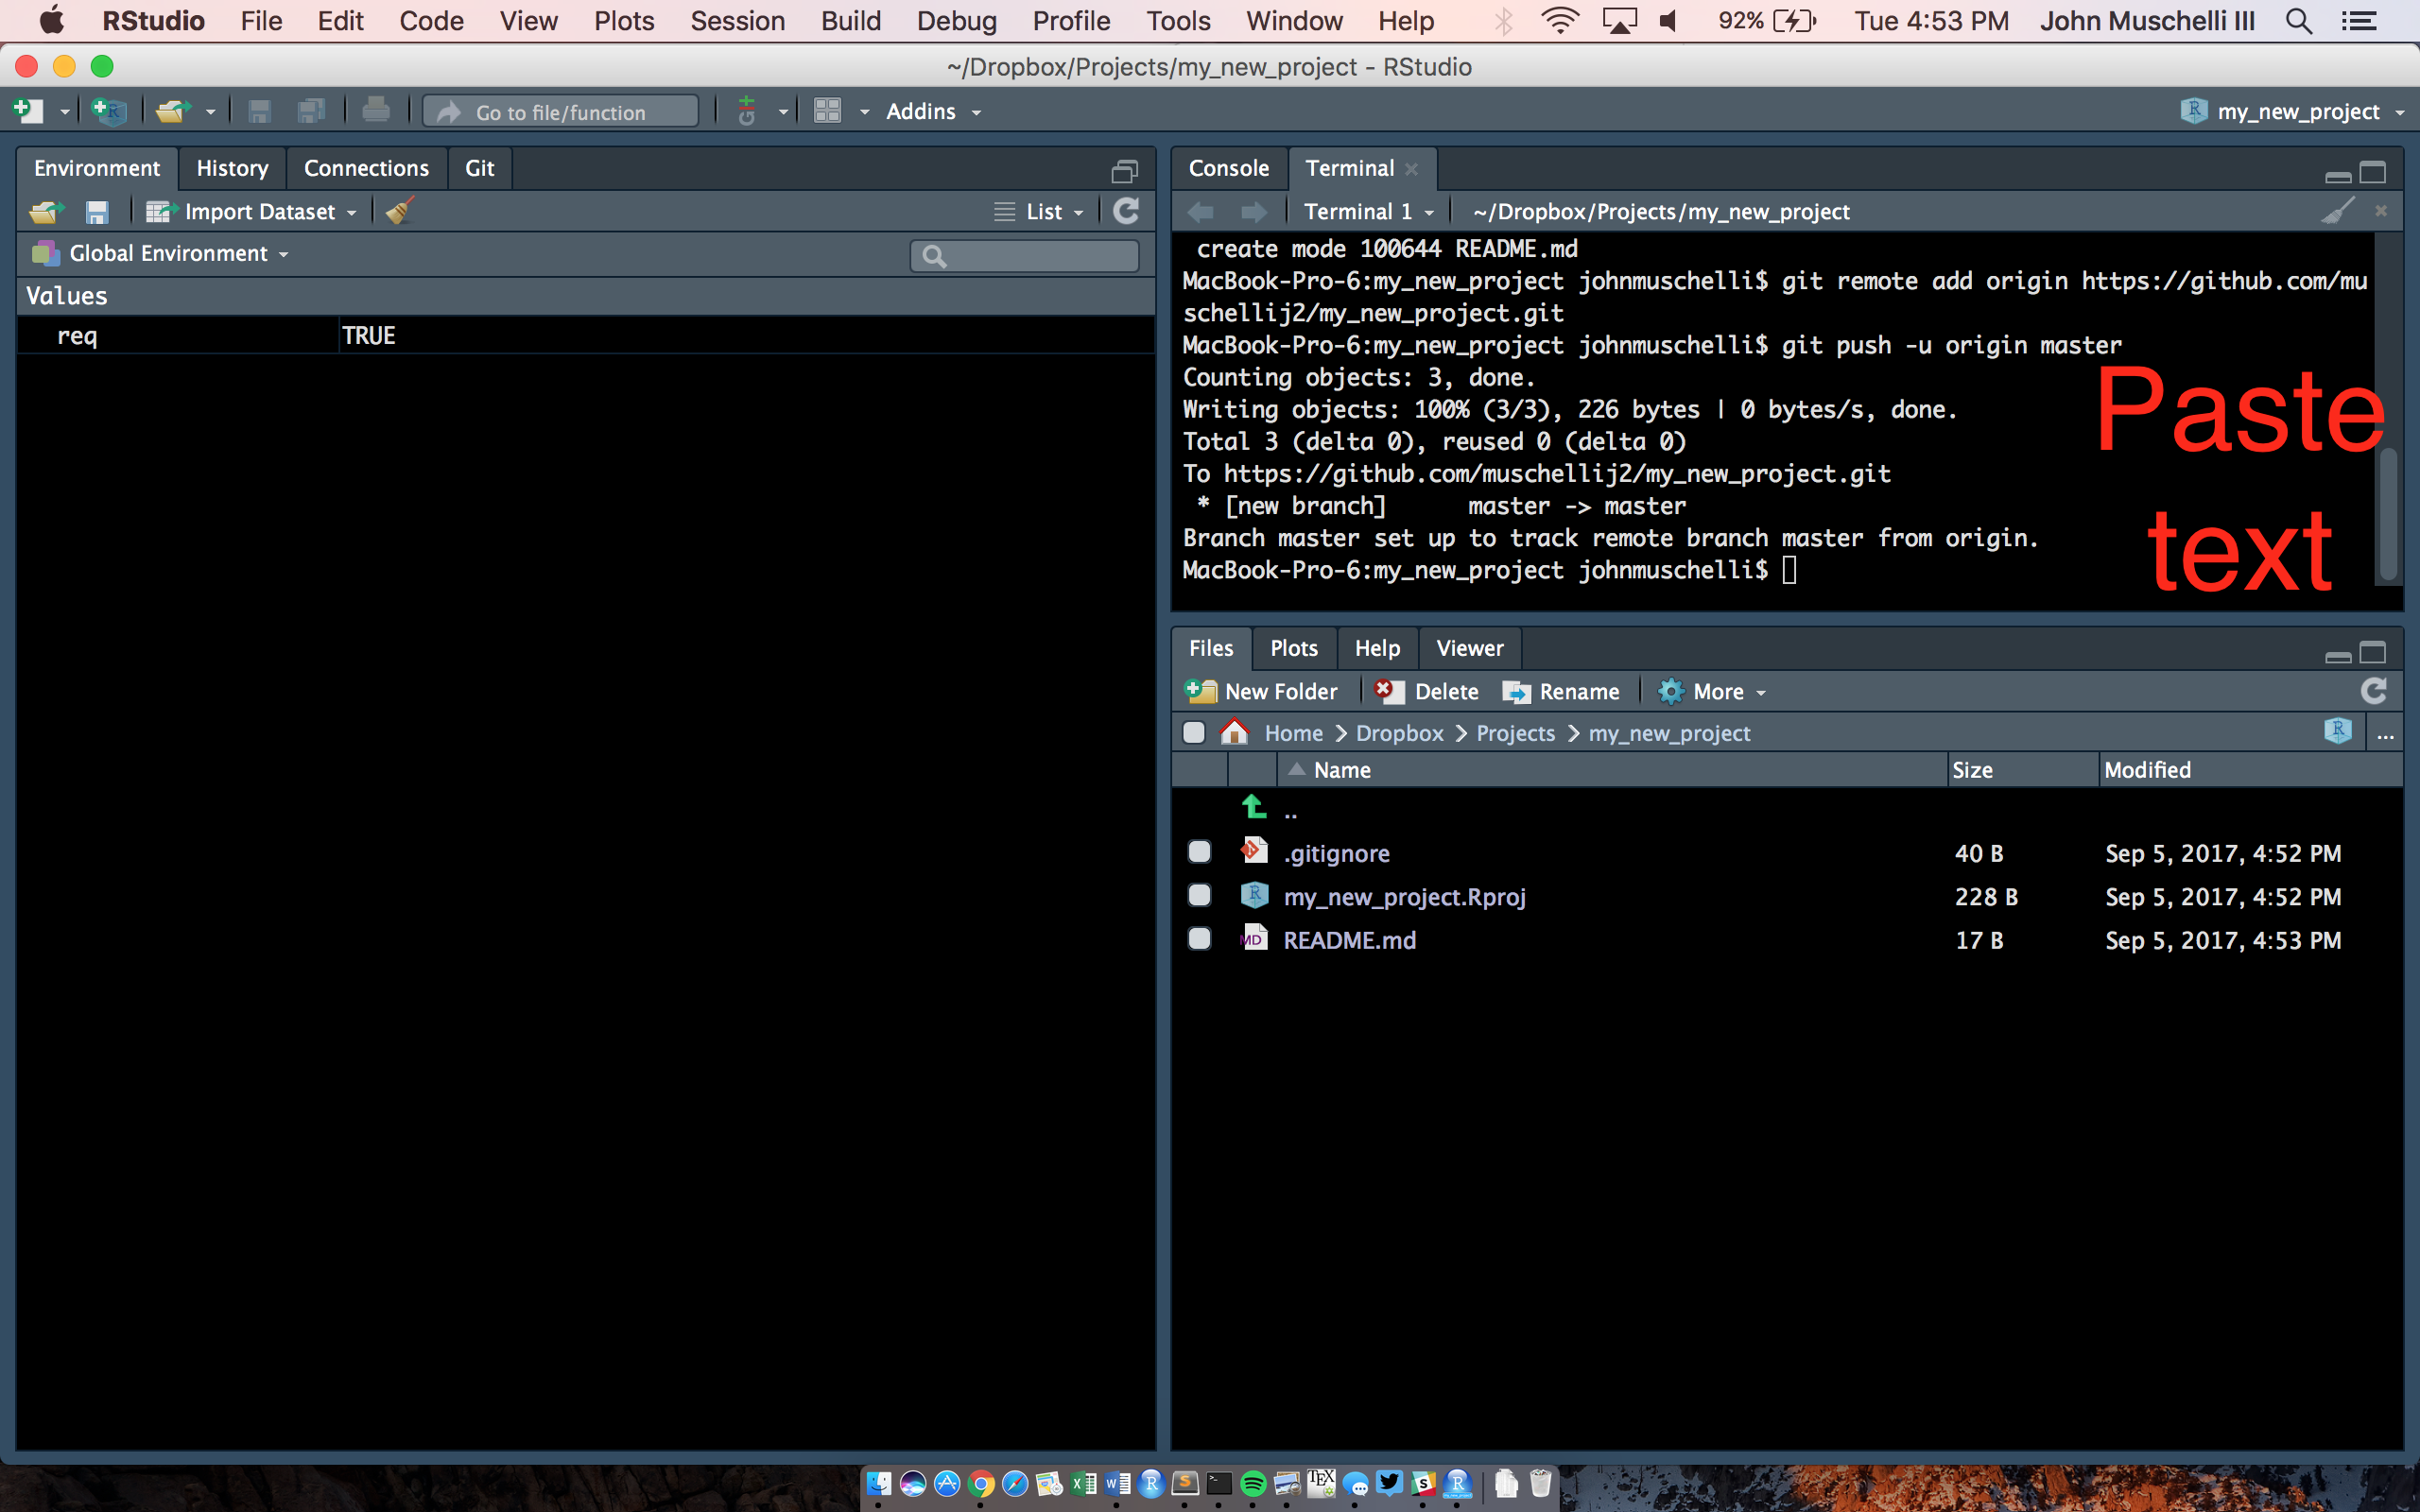 RStudio File Edit Code View Plots Session Build Debug Profile Tools Window Help 92% Tue 4:53 PM John Muschelli III
~/Dropbox/Projects/my_new_project - RStudio
Go to file/function Addins my_new_project
Environment History Connections Git
Import Dataset List
Global Environment
Values
req TRUE
Console Terminal
Terminal 1 ~/Dropbox/Projects/my_new_project
create mode 100644 README.md
MacBook-Pro-6:my_new_project johnmuschelli$ git remote add origin https://github.com/mu
schellij2/my_new_project.git
MacBook-Pro-6:my_new_project johnmuschelli$ git push -u origin master
Counting objects: 3, done.
Writing objects: 100% (3/3), 226 bytes | 0 bytes/s, done.
Total 3 (delta 0), reused 0 (delta 0)
To https://github.com/muschellij2/my_new_project.git
* [new branch] master -> master
Branch master set up to track remote branch master from origin.
MacBook-Pro-6:my_new_project johnmuschelli$
Paste
text
Files Plots Help Viewer
New Folder Delete Rename More
Home Dropbox Projects my_new_project ...
Name Size Modified
..
.gitignore 40 B Sep 5, 2017, 4:52 PM
my_new_project.Rproj 228 B Sep 5, 2017, 4:52 PM
README.md 17 B Sep 5, 2017, 4:53 PM